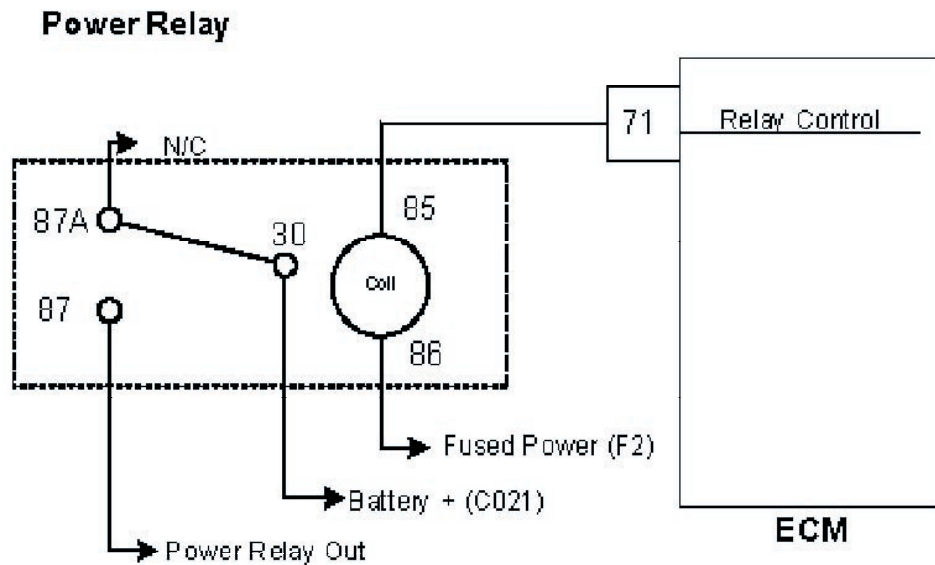 Power Relay
71
Relay Control
N/C
87A
30
85
Coil
87
86
Fused Power (F2)
Battery + (C021)
Power Relay Out
ECM